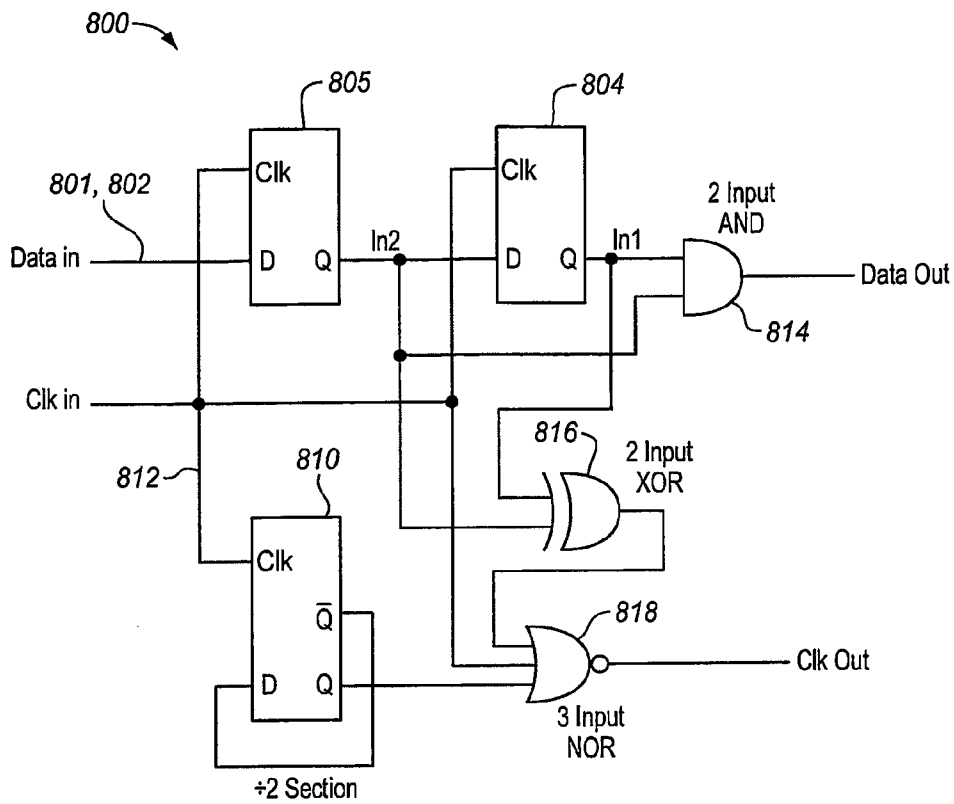 800
805
804
Clk
Clk
801, 802
2 Input
AND
Data in
D
Q
In2
D
Q
In1
Data Out
814
Clk in
816
2 Input
XOR
812
810
Clk
Q̅
818
D
Q
Clk Out
3 Input
NOR
÷2 Section